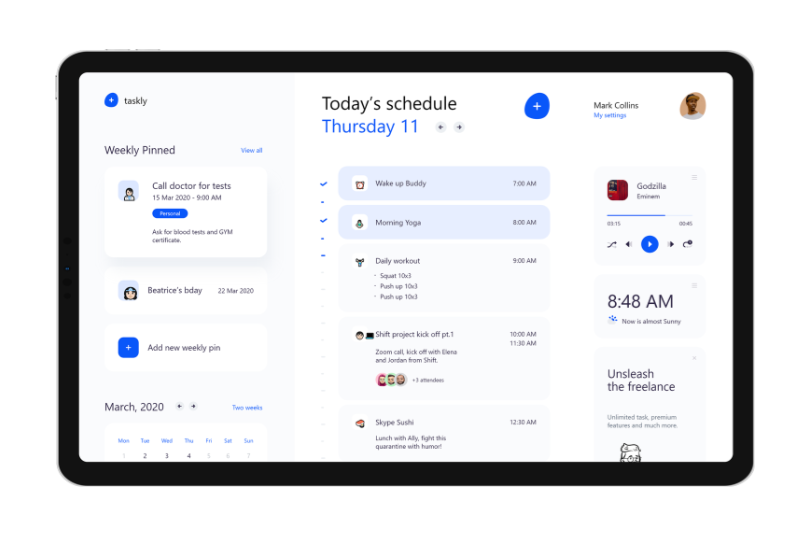 taskly
Weekly Pinned
View all
Call doctor for tests
15 Mar 2020 - 9:00 AM
Personal
Ask for blood tests and GYM
certificate.
Beatrice's bday
22 Mar 2020
Add new weekly pin
March, 2020
Two weeks
Mon Tue Wed Thu Fri Sat Sun
1 2 3 4 5 6 7
Today's schedule
Thursday 11
Wake up Buddy
7:00 AM
Morning Yoga
8:00 AM
Daily workout
9:00 AM
- Squat 10x3
- Push up 10x3
- Push up 10x3
Shift project kick off pt.1
10:00 AM
11:30 AM
Zoom call, kick off with Elena
and Jordan from Shift.
+3 attendees
Skype Sushi
12:30 AM
Lunch with Ally, fight this
quarantine with humor!
Mark Collins
My settings
Godzilla
Eminem
03:15
00:45
8:48 AM
Now is almost Sunny
Unsleash
the freelance
Unlimited task, premium
features and much more.